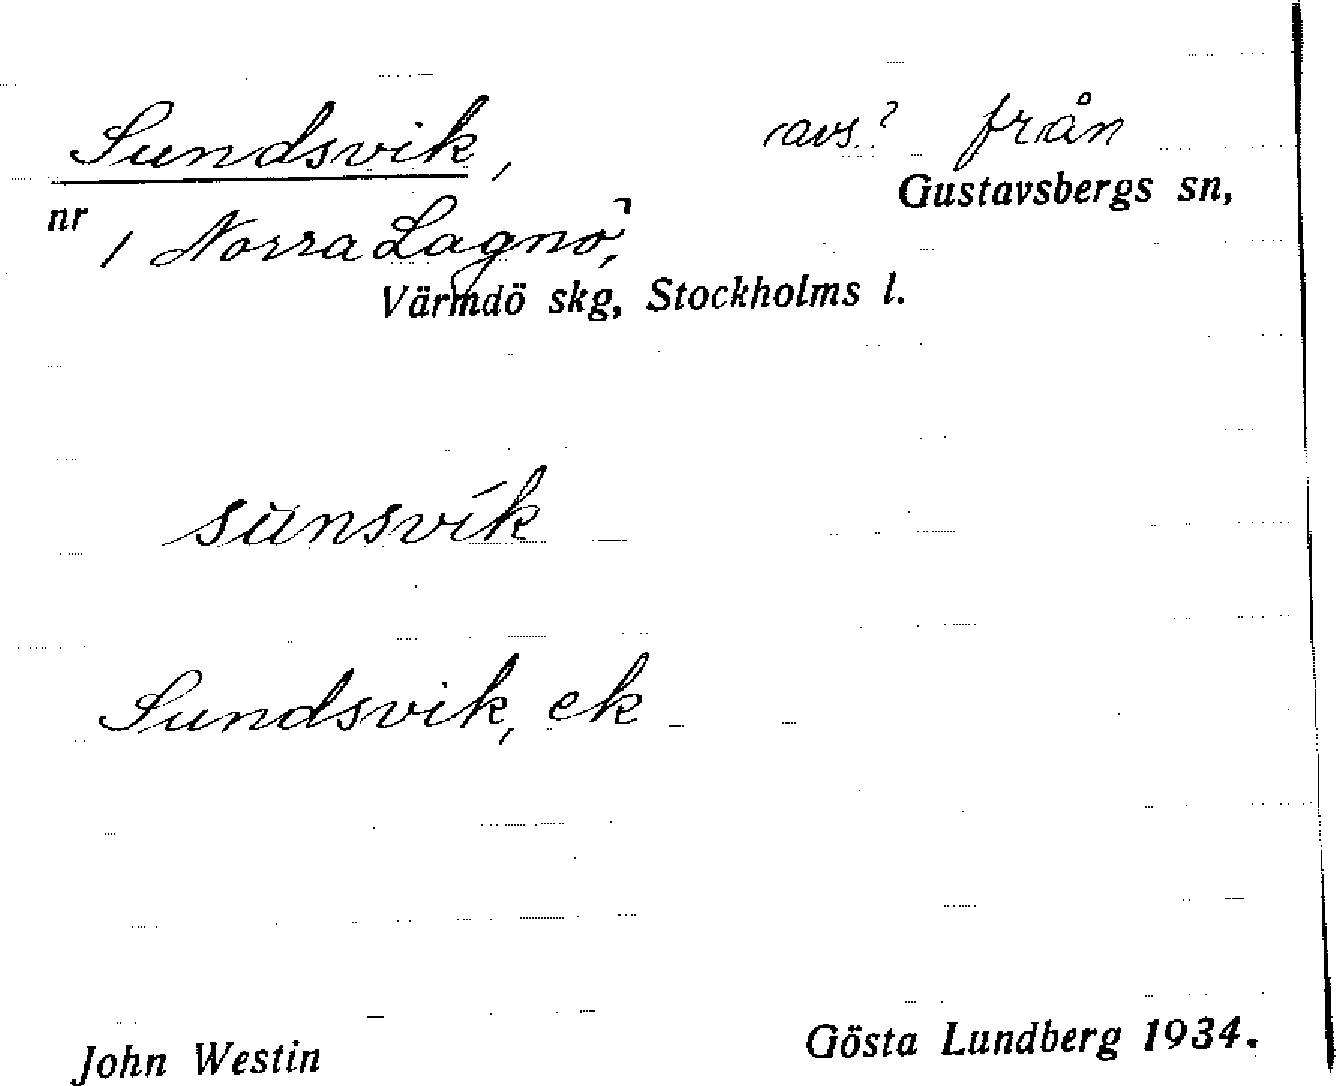 Sundsvik, avs? från
Gustavsbergs sn,
nr 1 Norra Lagnö,
Värmdö skg, Stockholms l.
sùnsvík
Sundsvik, ek
John Westin Gösta Lundberg 1934.